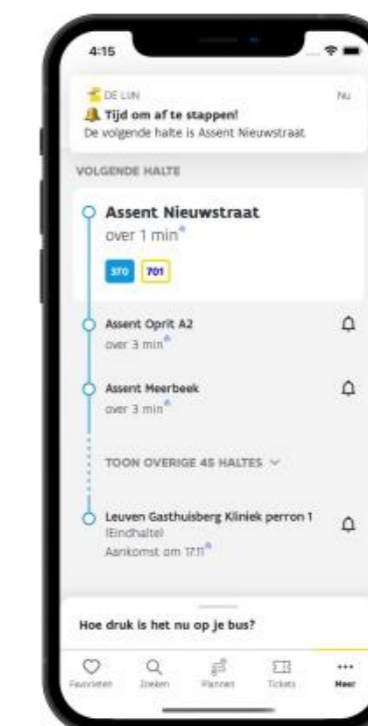 4:15
DE LIJN
Nu
Tijd om af te stappen!
De volgende halte is Assent Nieuwstraat
VOLGENDE HALTE
Assent Nieuwstraat
over 1 min
370 701
Assent Oprit A2
over 3 min
Assent Meerbeek
over 3 min
TOON OVERIGE 45 HALTES
Leuven Gasthuisberg Kliniek perron 1
(Eindhalte)
Aankomst om 17:11
Hoe druk is het nu op je bus?
Favorieten Zoeken Plannen Tickets Meer